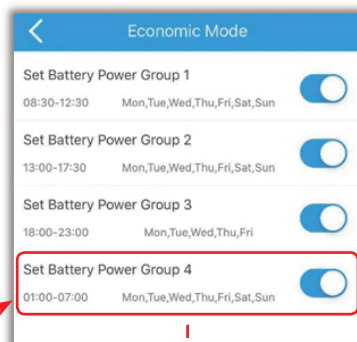 Economic Mode
Set Battery Power Group 1
08:30-12:30 Mon,Tue,Wed,Thu,Fri,Sat,Sun
Set Battery Power Group 2
13:00-17:30 Mon,Tue,Wed,Thu,Fri,Sat,Sun
Set Battery Power Group 3
18:00-23:00 Mon,Tue,Wed,Thu,Fri
Set Battery Power Group 4
01:00-07:00 Mon,Tue,Wed,Thu,Fri,Sat,Sun